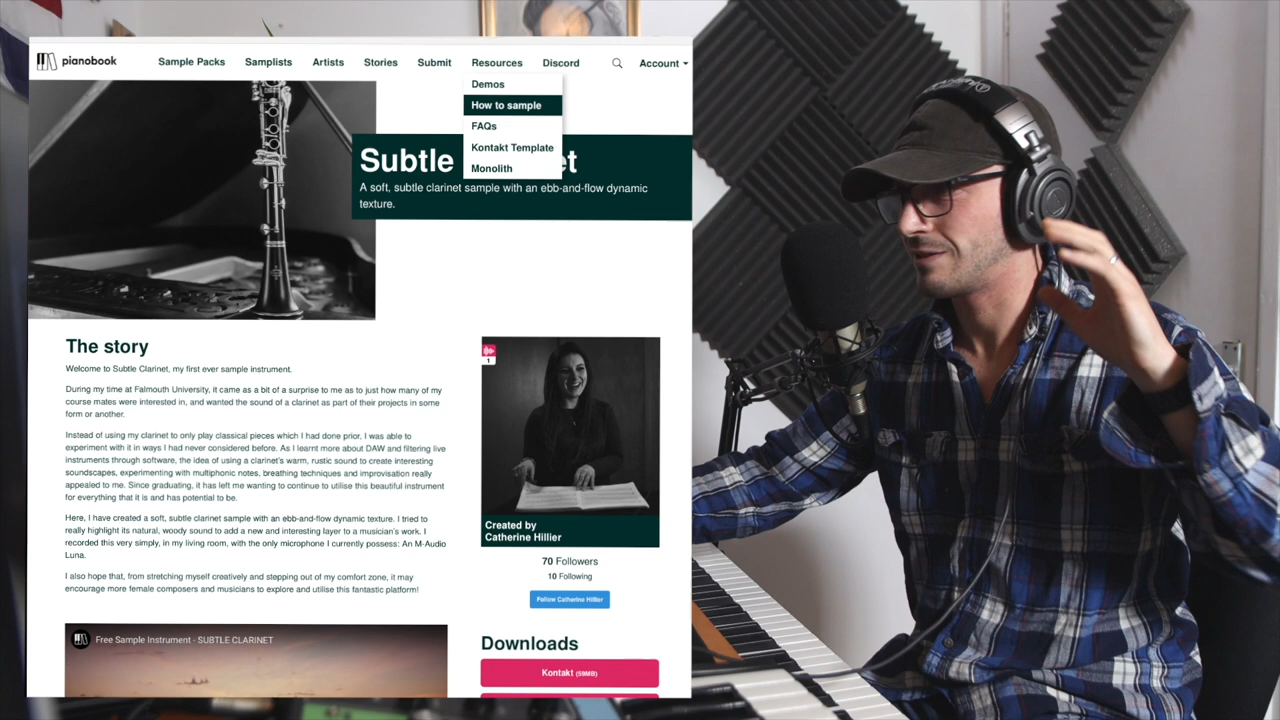 pianobook
Sample Packs
Samplists
Artists
Stories
Submit
Resources
Discord
Account
Demos
How to sample
FAQs
Kontakt Template
Monolith
Subtle
et
A soft, subtle clarinet sample with an ebb-and-flow dynamic
texture.
The story
Welcome to Subtle Clarinet, my first ever sample instrument.
During my time at Falmouth University, it came as a bit of a surprise to me as to just how many of my
course mates were interested in, and wanted the sound of a clarinet as part of their projects in some
form or another.
Instead of using my clarinet to only play classical pieces which I had done prior, I was able to
experiment with it in ways I had never considered before. As I learnt more about DAW and filtering live
instruments through software, the idea of using a clarinet's warm, rustic sound to create interesting
soundscapes, experimenting with multiphonic notes, breathing techniques and improvisation really
appealed to me. Since graduating, it has left me wanting to continue to utilise this beautiful instrument
for everything that it is and has potential to be.
Here, I have created a soft, subtle clarinet sample with an ebb-and-flow dynamic texture. I tried to
really highlight its natural, woody sound to add a new and interesting layer to a musician's work. I
recorded this very simply, in my living room, with the only microphone I currently possess: An M-Audio
Luna.
I also hope that, from stretching myself creatively and stepping out of my comfort zone, it may
encourage more female composers and musicians to explore and utilise this fantastic platform!
Free Sample Instrument - SUBTLE CLARINET
1
Created by
Catherine Hillier
70 Followers
10 Following
Follow Catherine Hillier
Downloads
Kontakt (59MB)